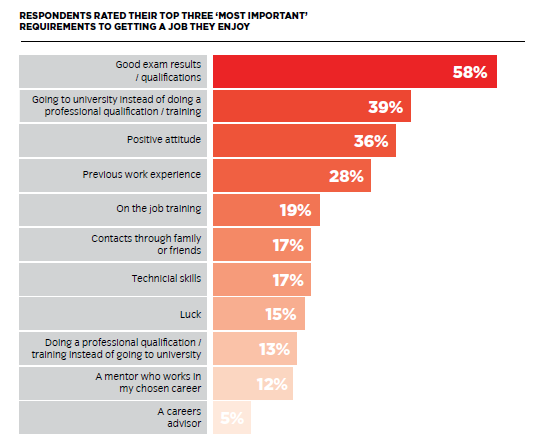 RESPONDENTS RATED THEIR TOP THREE ‘MOST IMPORTANT’
REQUIREMENTS TO GETTING A JOB THEY ENJOY
Good exam results
/ qualifications
58%
Going to university instead of doing a
professional qualification / training
39%
Positive attitude
36%
Previous work experience
28%
On the job training
19%
Contacts through family
or friends
17%
Technicial skills
17%
Luck
15%
Doing a professional qualification /
training instead of going to university
13%
A mentor who works in
my chosen career
12%
A careers
advisor
5%